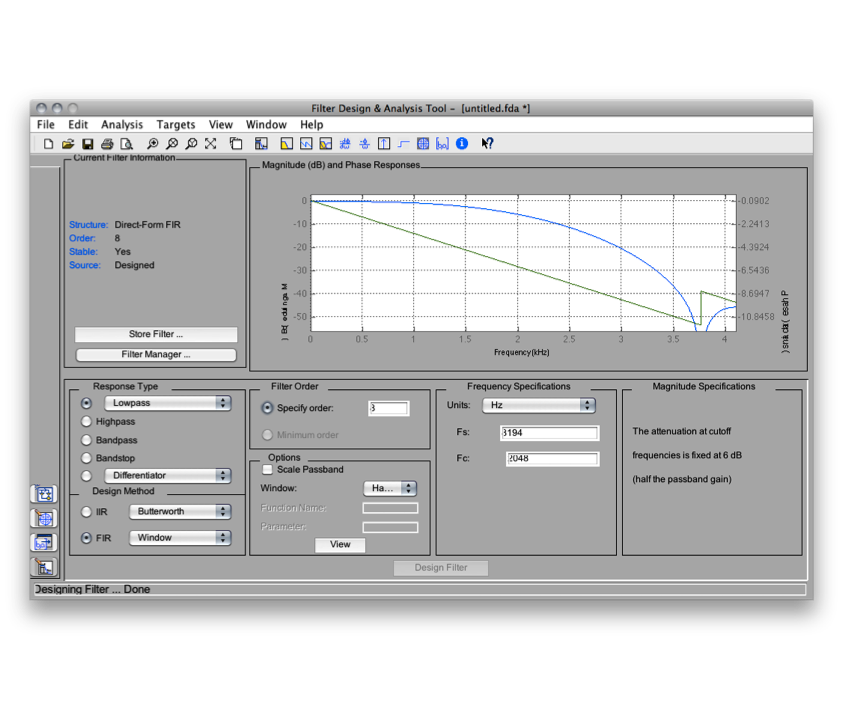 Filter Design & Analysis Tool - [untitled.fda *]
File Edit Analysis Targets View Window Help
Current Filter Information
Structure: Direct-Form FIR
Order: 8
Stable: Yes
Source: Designed
Store Filter ...
Filter Manager ...
Magnitude (dB) and Phase Responses
0
-10
-20
-30
-40
-50
-0.0902
-2.2413
-4.3924
-6.5436
-8.6947
-10.8458
0 0.5 1 1.5 2 2.5 3 3.5 4
Frequency(kHz)
Response Type
Lowpass
Highpass
Bandpass
Bandstop
Differentiator
Design Method
IIR Butterworth
FIR Window
Filter Order
Specify order: 8
Minimum order
Options
Scale Passband
Window: Ha...
Function Name:
Parameter:
View
Frequency Specifications
Units: Hz
Fs: 8194
Fc: 2048
Magnitude Specifications
The attenuation at cutoff
frequencies is fixed at 6 dB
(half the passband gain)
Design Filter
Designing Filter ... Done